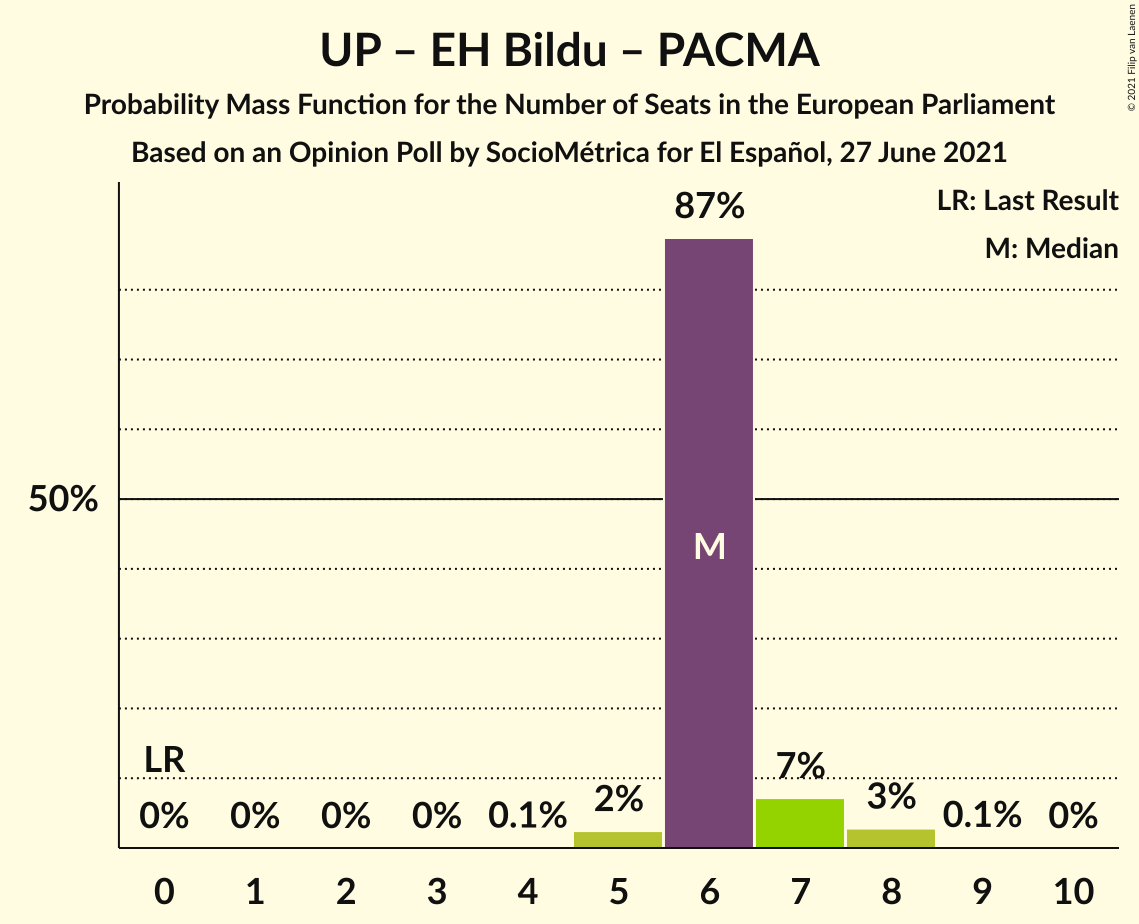 UP – EH Bildu – PACMA
Probability Mass Function for the Number of Seats in the European Parliament
Based on an Opinion Poll by SocioMétrica for El Español, 27 June 2021
© 2021 Filip van Laenen
LR: Last Result
M: Median
87%
50%
M
LR
0%
0%
0%
0%
0.1%
2%
7%
3%
0.1%
0%
0 1 2 3 4 5 6 7 8 9 10